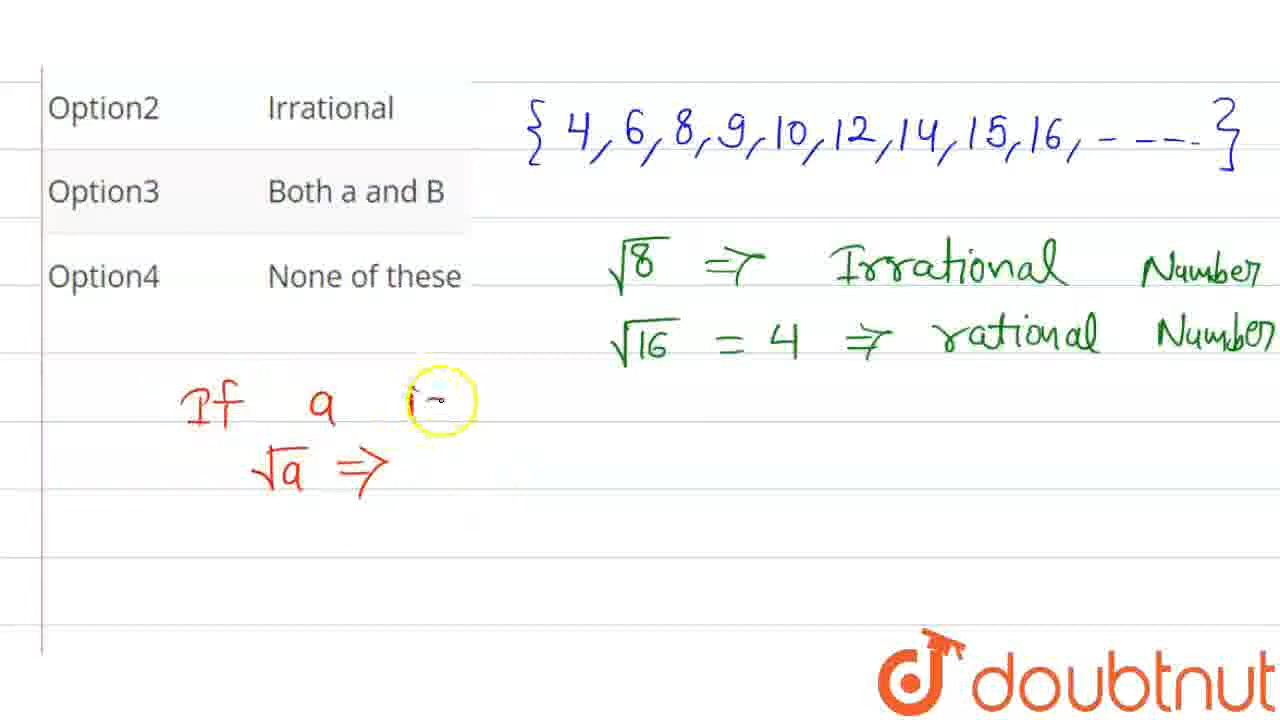 Option2 Irrational
{ 4, 6, 8, 9, 10, 12, 14, 15, 16, - - - - . }
Option3 Both a and B
√8 ⇒ Irrational Number
Option4 None of these
√16 = 4 ⇒ rational Number
If a
√a ⇒
doubtnut